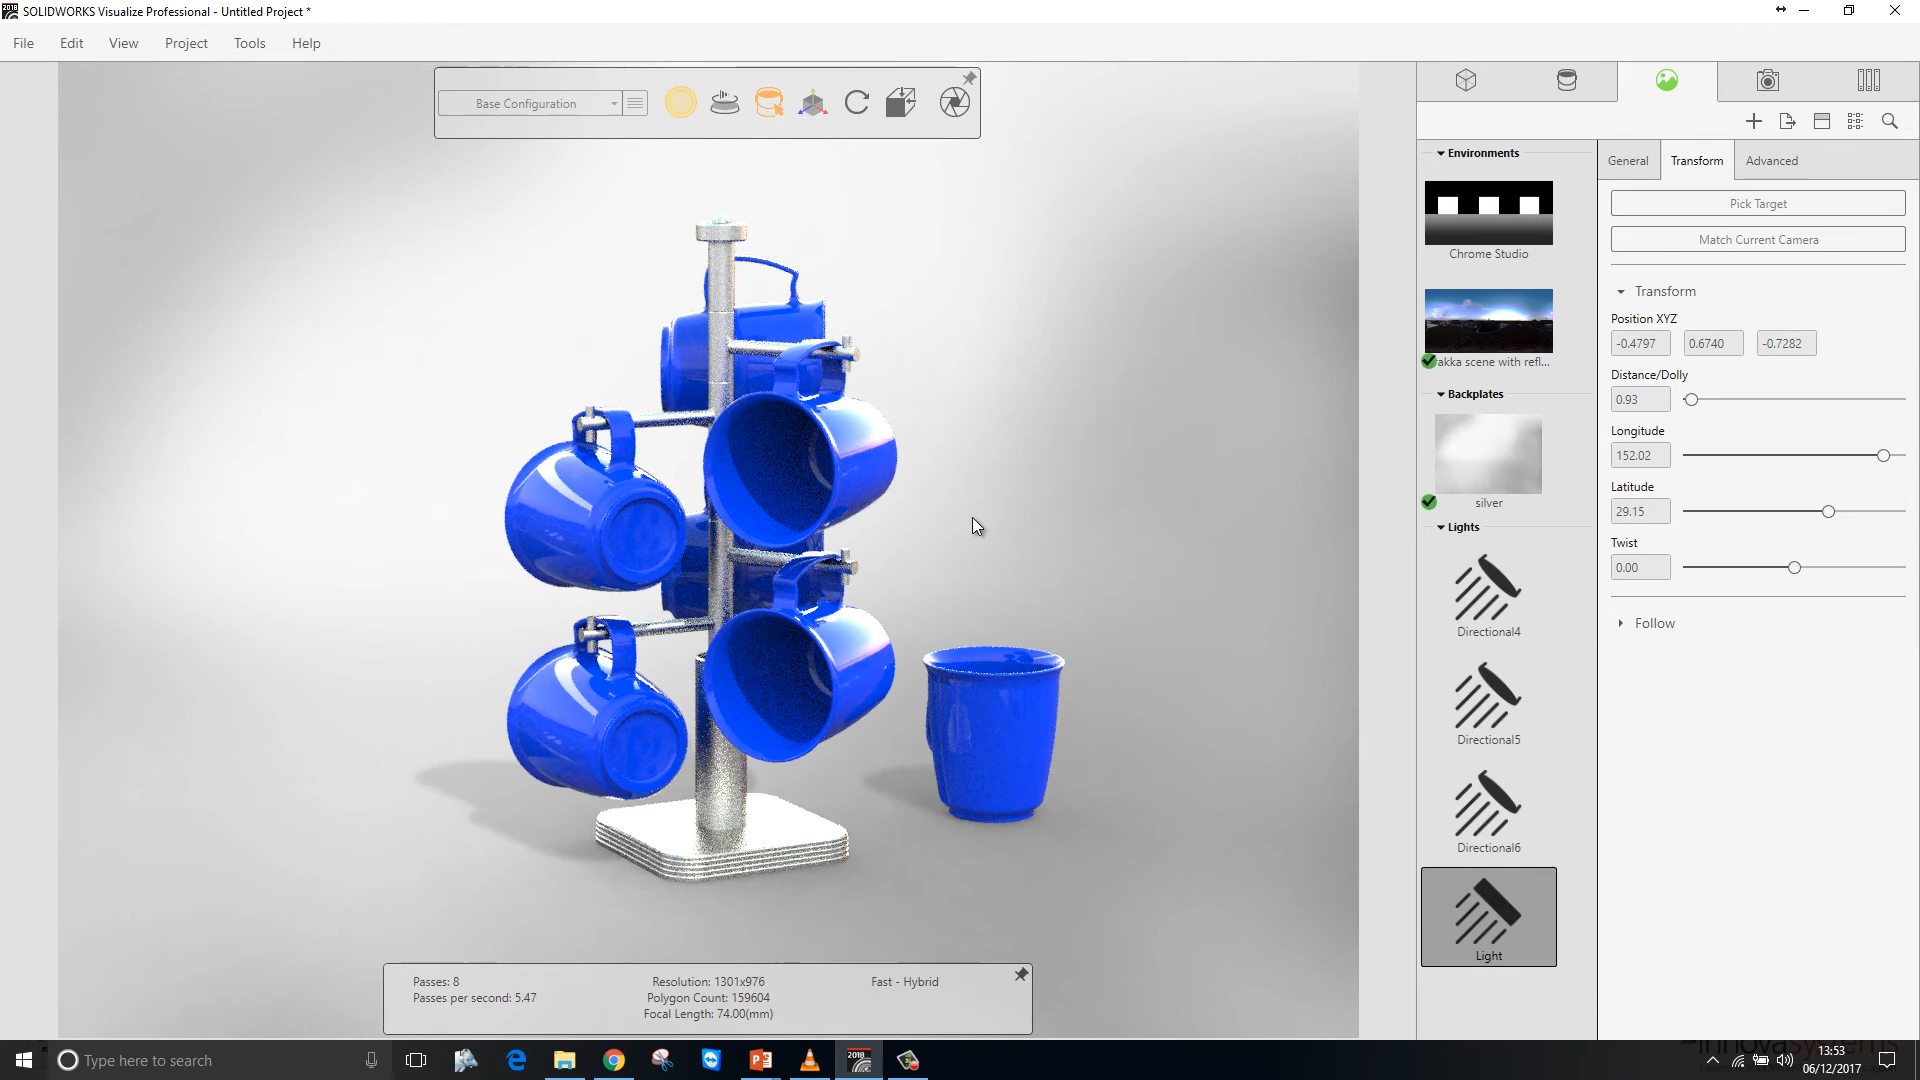 2018
SOLIDWORKS Visualize Professional - Untitled Project *
File Edit View Project Tools Help
Base Configuration
Environments
Chrome Studio
akka scene with refl...
Backplates
silver
Lights
Directional4
Directional5
Directional6
Light
General Transform Advanced
Pick Target
Match Current Camera
Transform
Position XYZ
-0.4797 0.6740 -0.7282
Distance/Dolly
0.93
Longitude
152.02
Latitude
29.15
Twist
0.00
Follow
Passes: 8
Passes per second: 5.47
Resolution: 1301x976
Polygon Count: 159604
Focal Length: 74.00(mm)
Fast - Hybrid
Type here to search
2018
13:53
06/12/2017